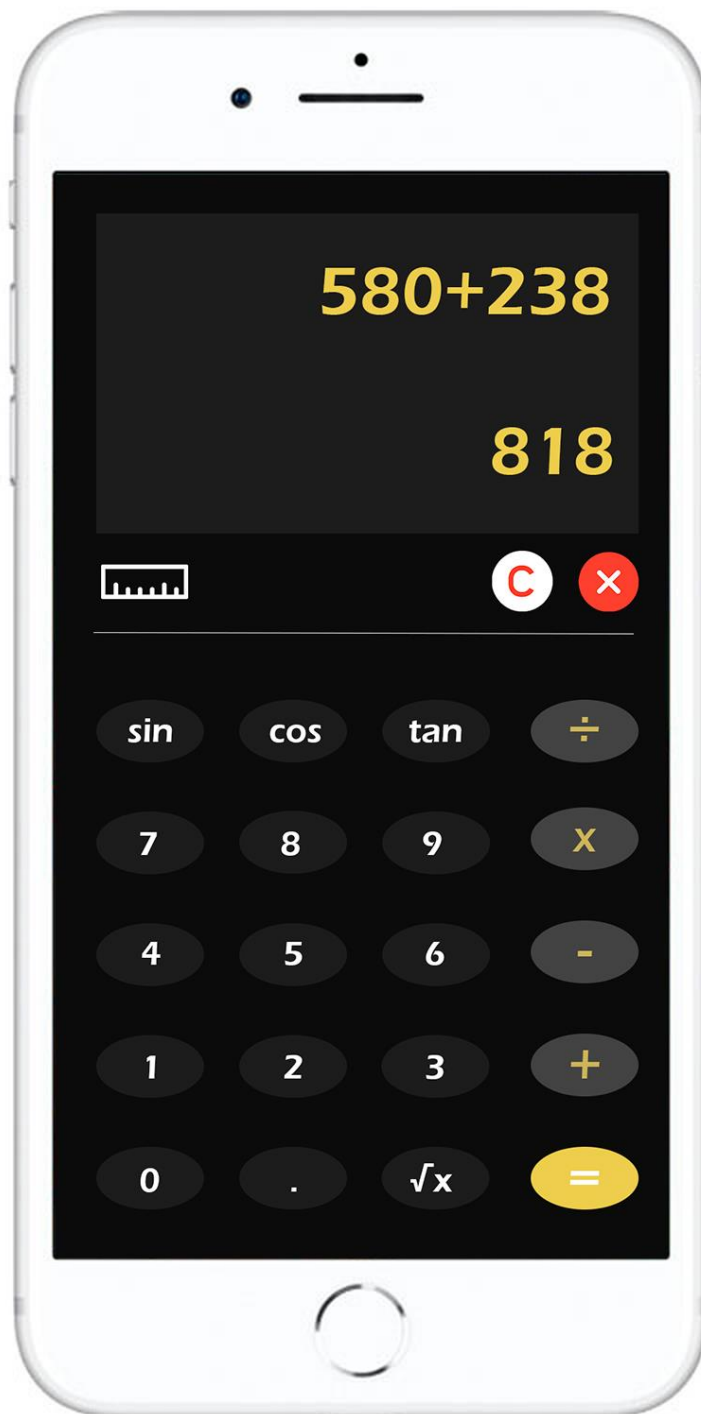 580+238
818
C ×
sin cos tan ÷
7 8 9 x
4 5 6 -
1 2 3 +
0 . √x =